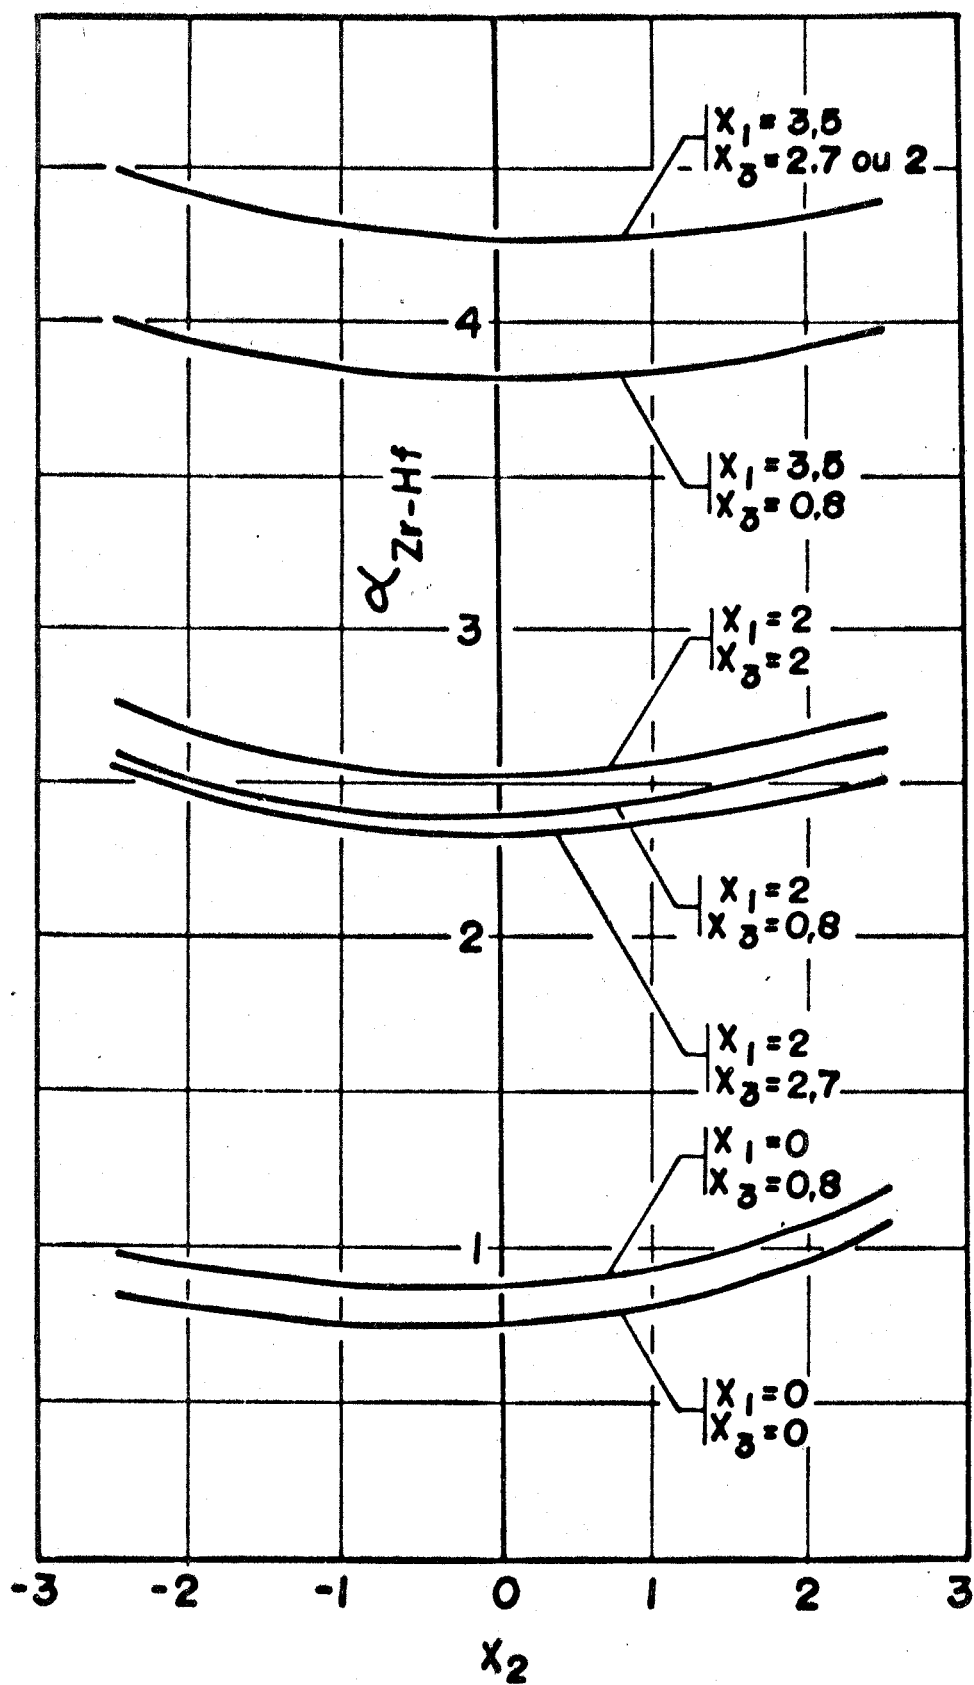 X1 = 3,5
X3 = 2,7 ou 2
4
αZr-Hf
X1 = 3,5
X3 = 0,8
3
X1 = 2
X3 = 2
X1 = 2
X3 = 0,8
2
X1 = 2
X3 = 2,7
X1 = 0
X3 = 0,8
1
X1 = 0
X3 = 0
-3 -2 -1 0 1 2 3
X2